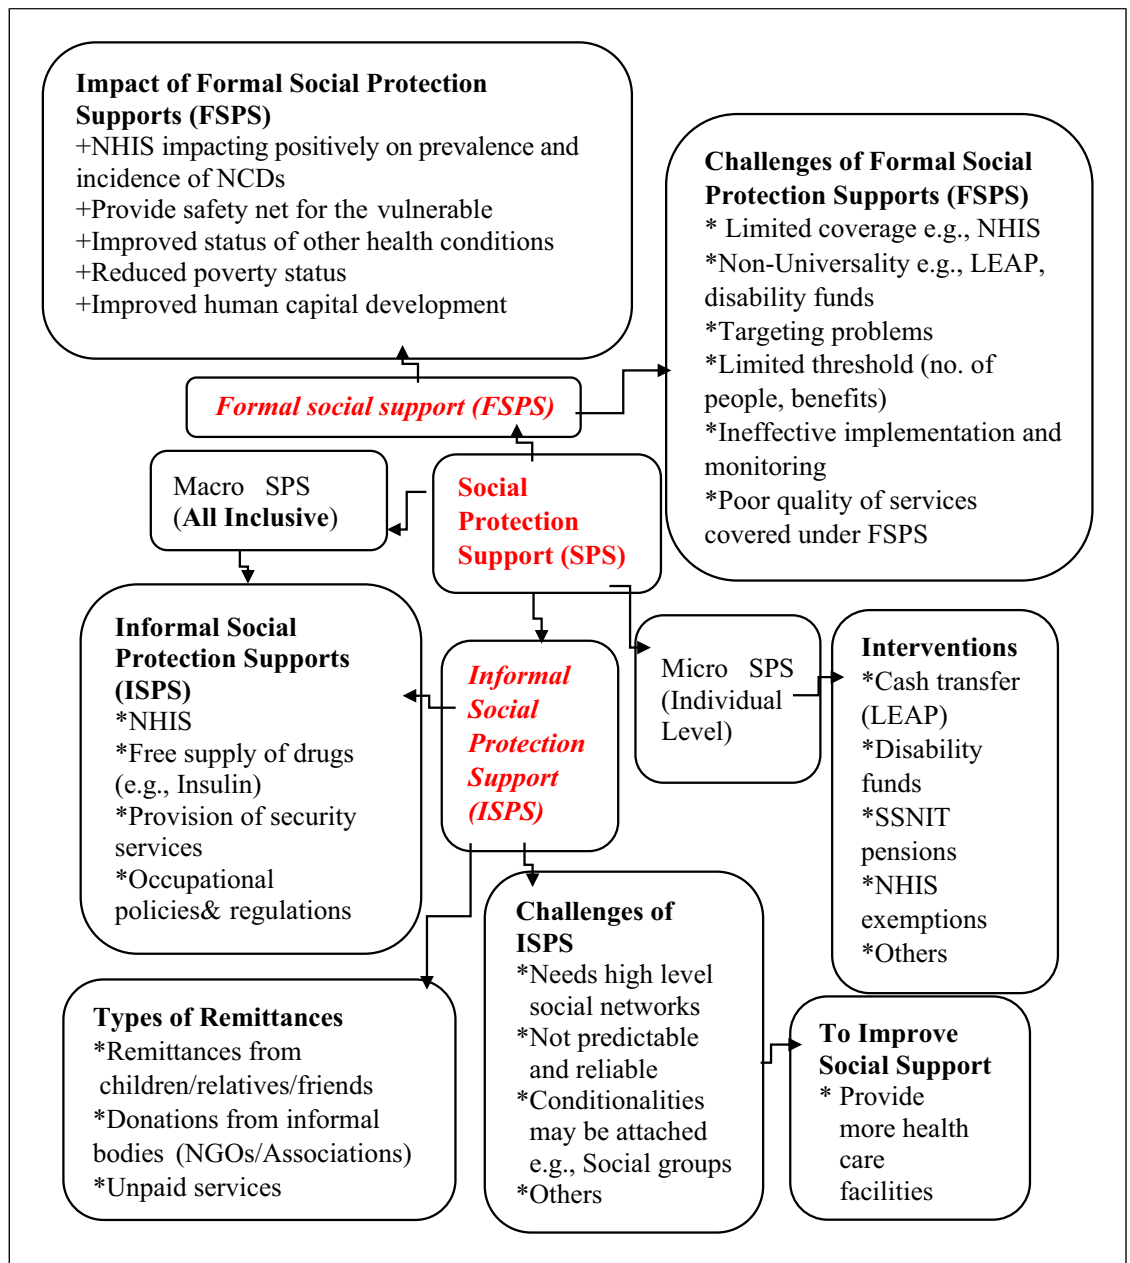 Impact of Formal Social Protection
Supports (FSPS)
+NHIS impacting positively on prevalence and
incidence of NCDs
+Provide safety net for the vulnerable
+Improved status of other health conditions
+Reduced poverty status
+Improved human capital development
Challenges of Formal Social
Protection Supports (FSPS)
* Limited coverage e.g., NHIS
*Non-Universality e.g., LEAP,
disability funds
*Targeting problems
*Limited threshold (no. of
people, benefits)
*Ineffective implementation and
monitoring
*Poor quality of services
covered under FSPS
Formal social support (FSPS)
Macro SPS
(All Inclusive)
Social
Protection
Support (SPS)
Informal Social
Protection Supports
(ISPS)
*NHIS
*Free supply of drugs
(e.g., Insulin)
*Provision of security
services
*Occupational
policies& regulations
Informal
Social
Protection
Support
(ISPS)
Micro SPS
(Individual
Level)
Interventions
*Cash transfer
(LEAP)
*Disability
funds
*SSNIT
pensions
*NHIS
exemptions
*Others
Types of Remittances
*Remittances from
children/relatives/friends
*Donations from informal
bodies (NGOs/Associations)
*Unpaid services
Challenges of
ISPS
*Needs high level
social networks
*Not predictable
and reliable
*Conditionalities
may be attached
e.g., Social groups
*Others
To Improve
Social Support
* Provide
more health
care
facilities